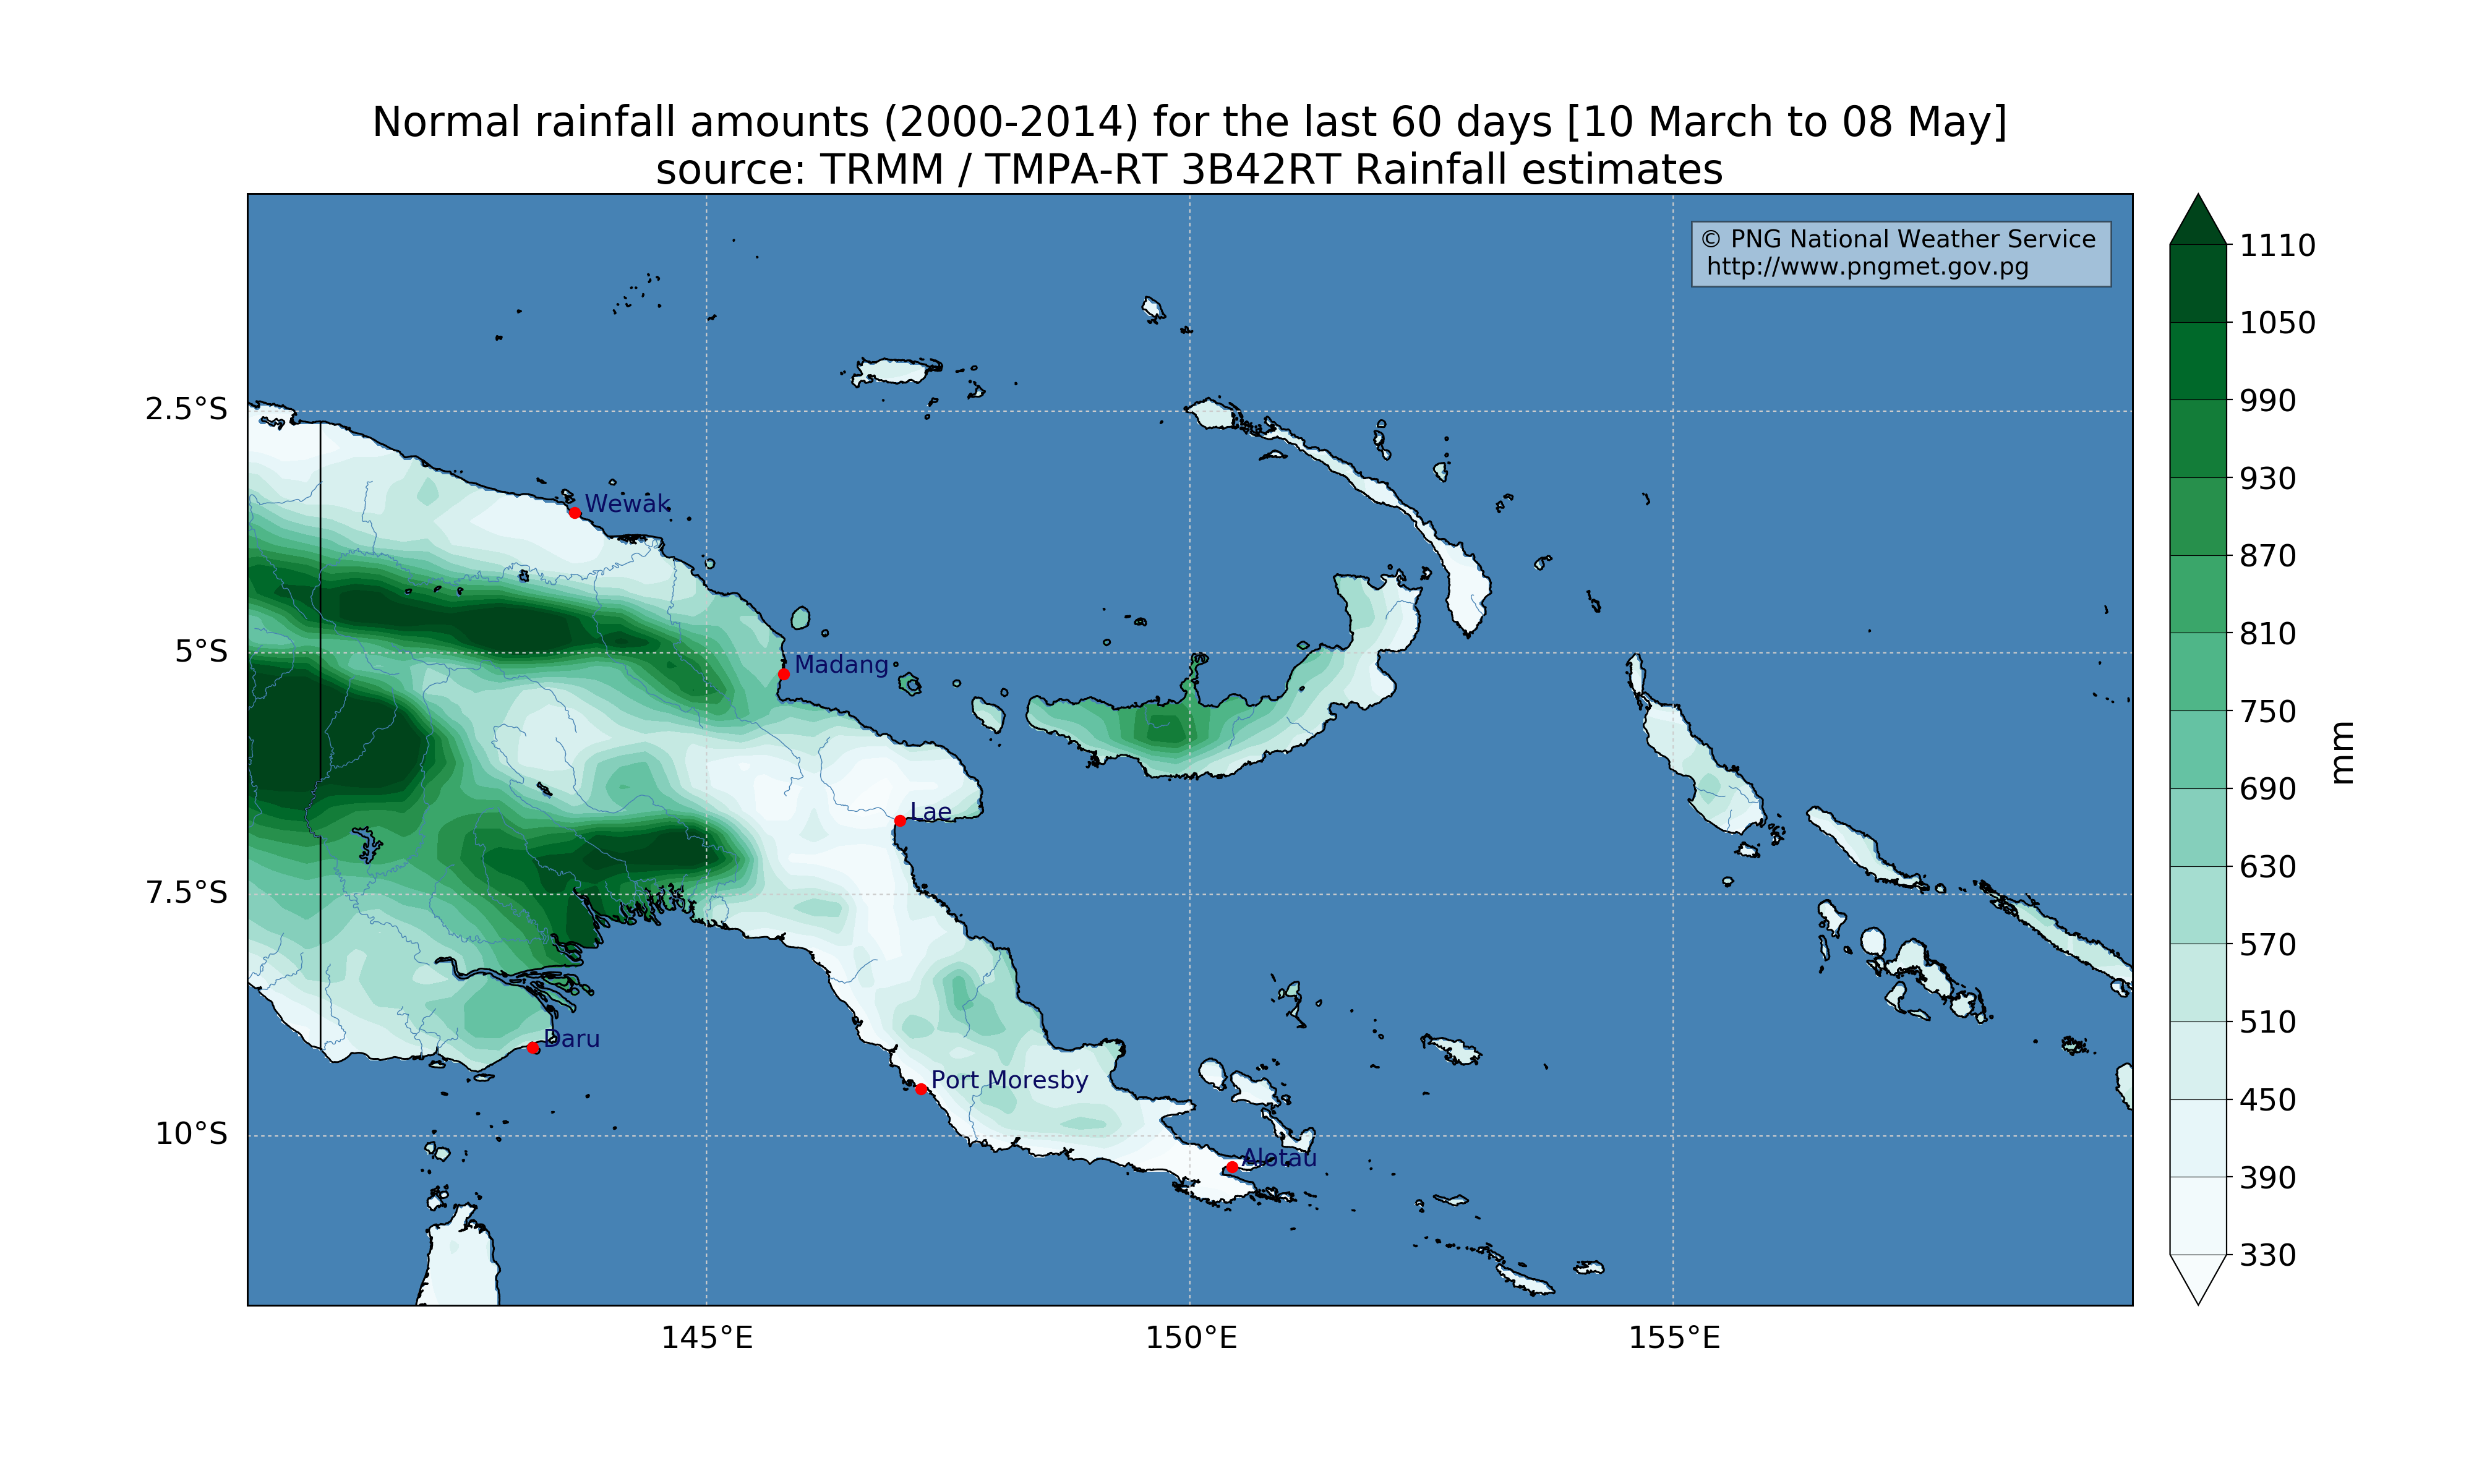 Normal rainfall amounts (2000-2014) for the last 60 days [10 March to 08 May]
source: TRMM / TMPA-RT 3B42RT Rainfall estimates
© PNG National Weather Service
http://www.pngmet.gov.pg
2.5°S
5°S
7.5°S
10°S
145°E
150°E
155°E
Wewak
Madang
Lae
Daru
Port Moresby
Alotau
1110
1050
990
930
870
810
750
690
630
570
510
450
390
330
mm